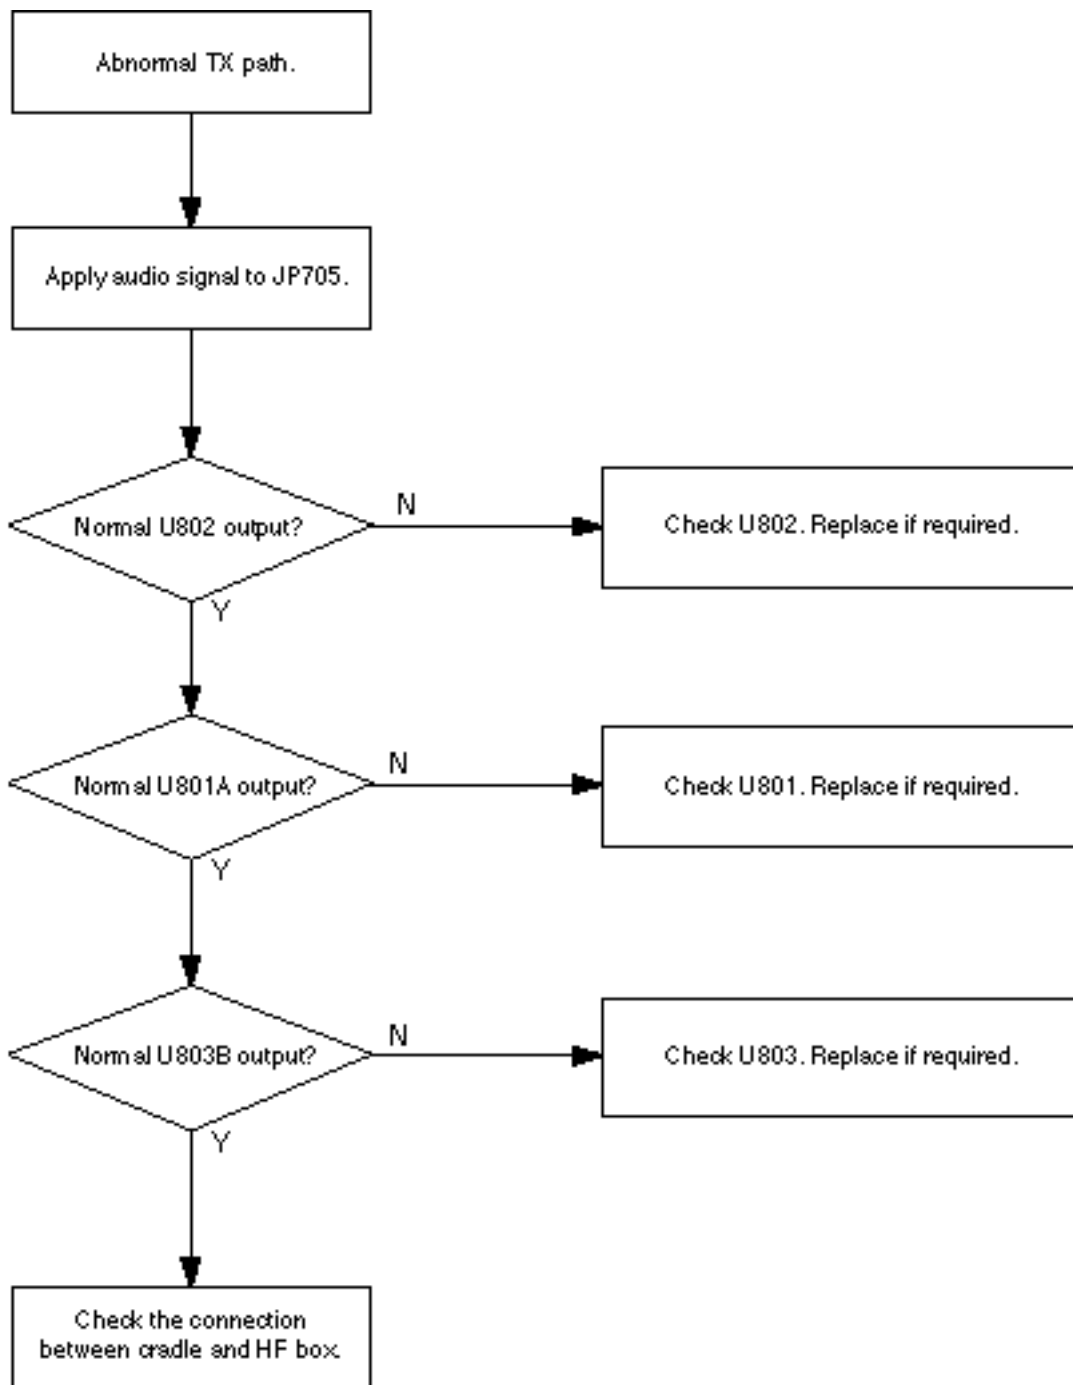 Abnormal TX path.
Apply audio signal to JP705.
Normal U802 output?
N
Check U802. Replace if required.
Y
Normal U801A output?
N
Check U801. Replace if required.
Y
Normal U803B output?
N
Check U803. Replace if required.
Y
Check the connection
between cradle and HF box.